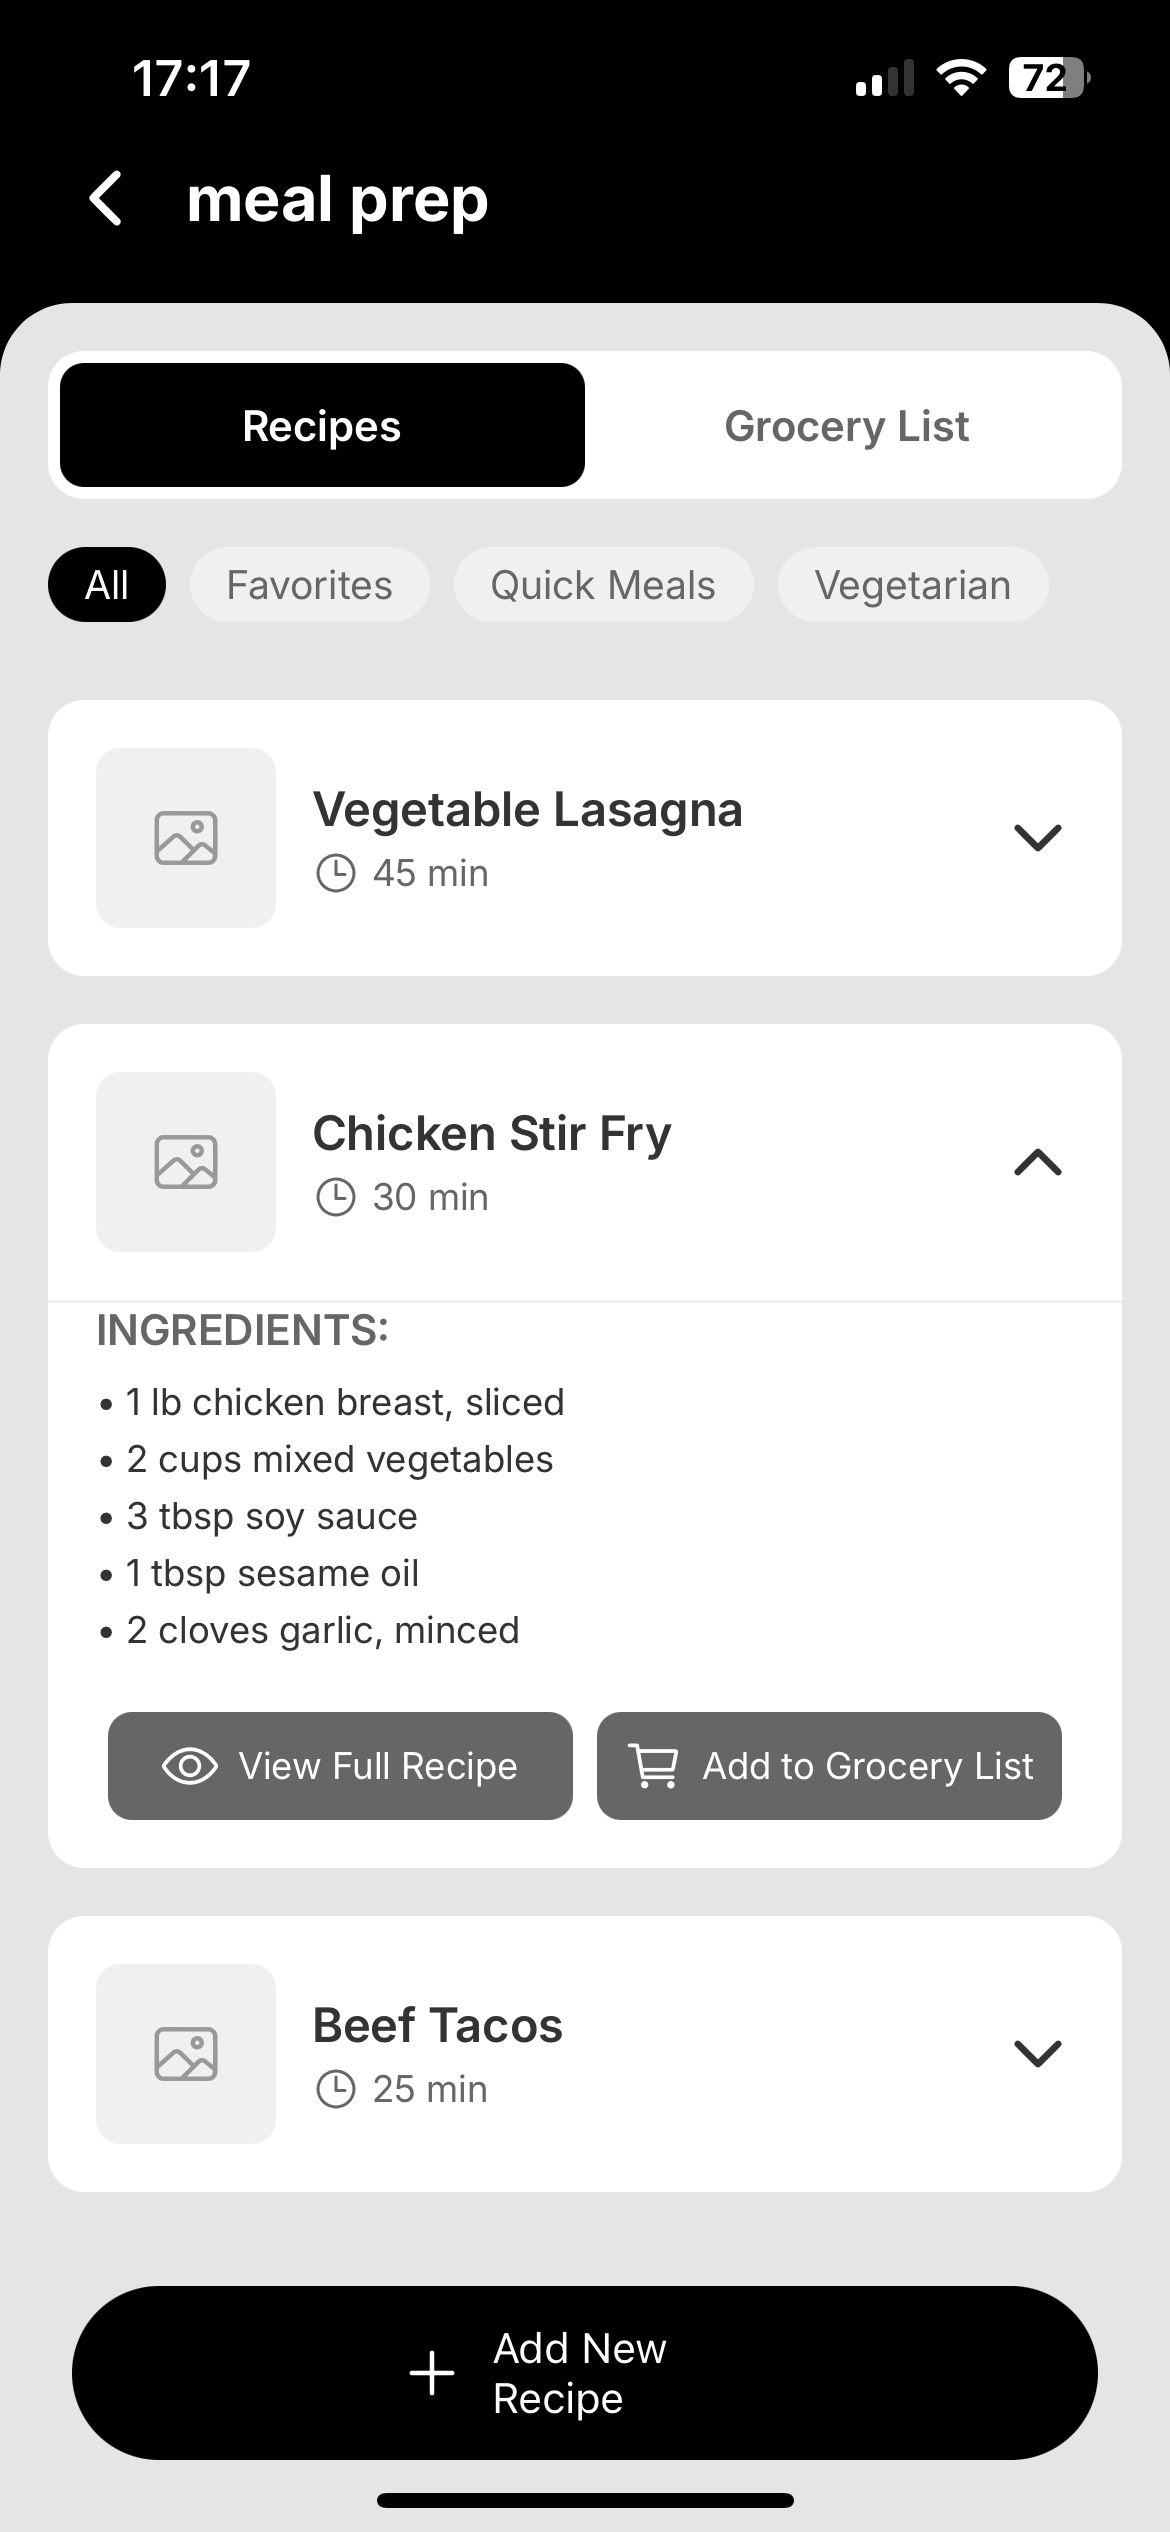 17:17
72
meal prep
Recipes
Grocery List
All
Favorites
Quick Meals
Vegetarian
Vegetable Lasagna
45 min
Chicken Stir Fry
30 min
INGREDIENTS:
• 1 lb chicken breast, sliced
• 2 cups mixed vegetables
• 3 tbsp soy sauce
• 1 tbsp sesame oil
• 2 cloves garlic, minced
View Full Recipe
Add to Grocery List
Beef Tacos
25 min
Add New
Recipe